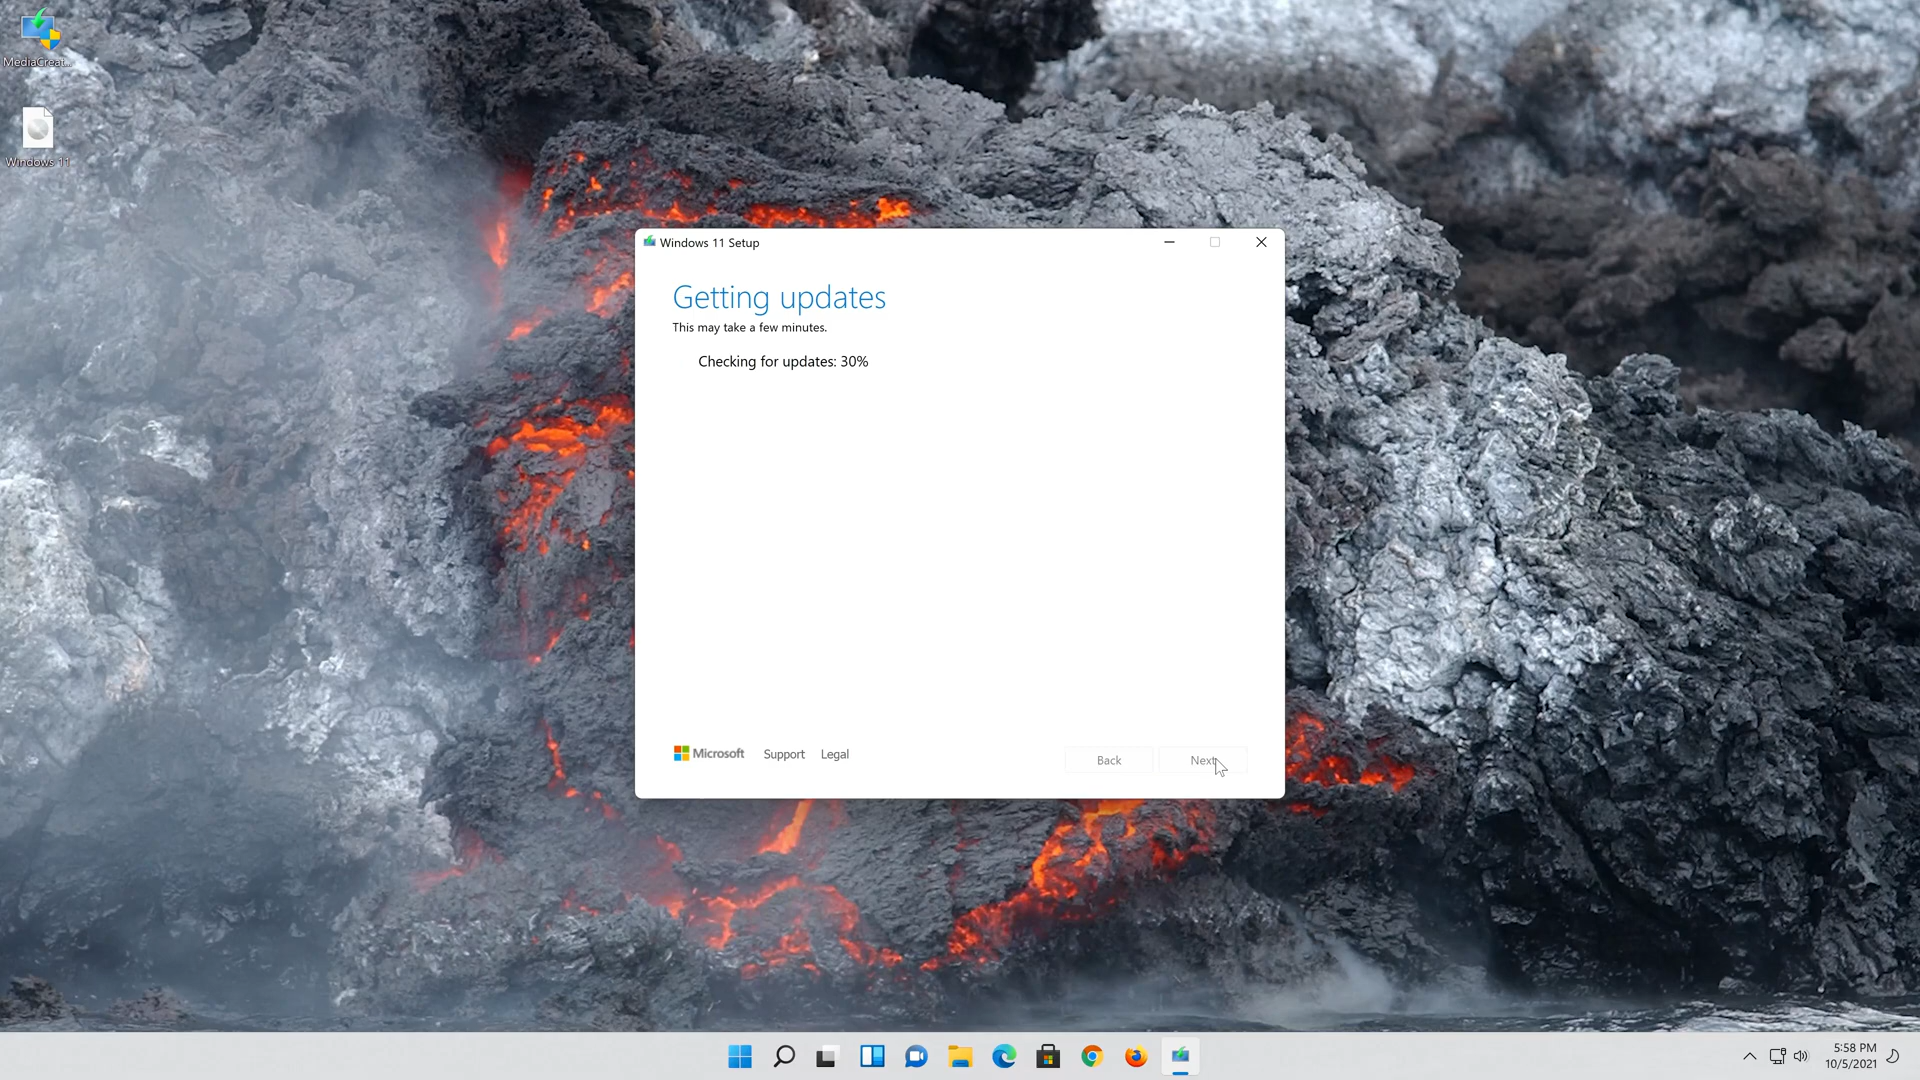 MediaCreat...
Windows 11
Windows 11 Setup
Getting updates
This may take a few minutes.
Checking for updates: 30%
Microsoft
Support
Legal
Back
Next
5:58 PM
10/5/2021